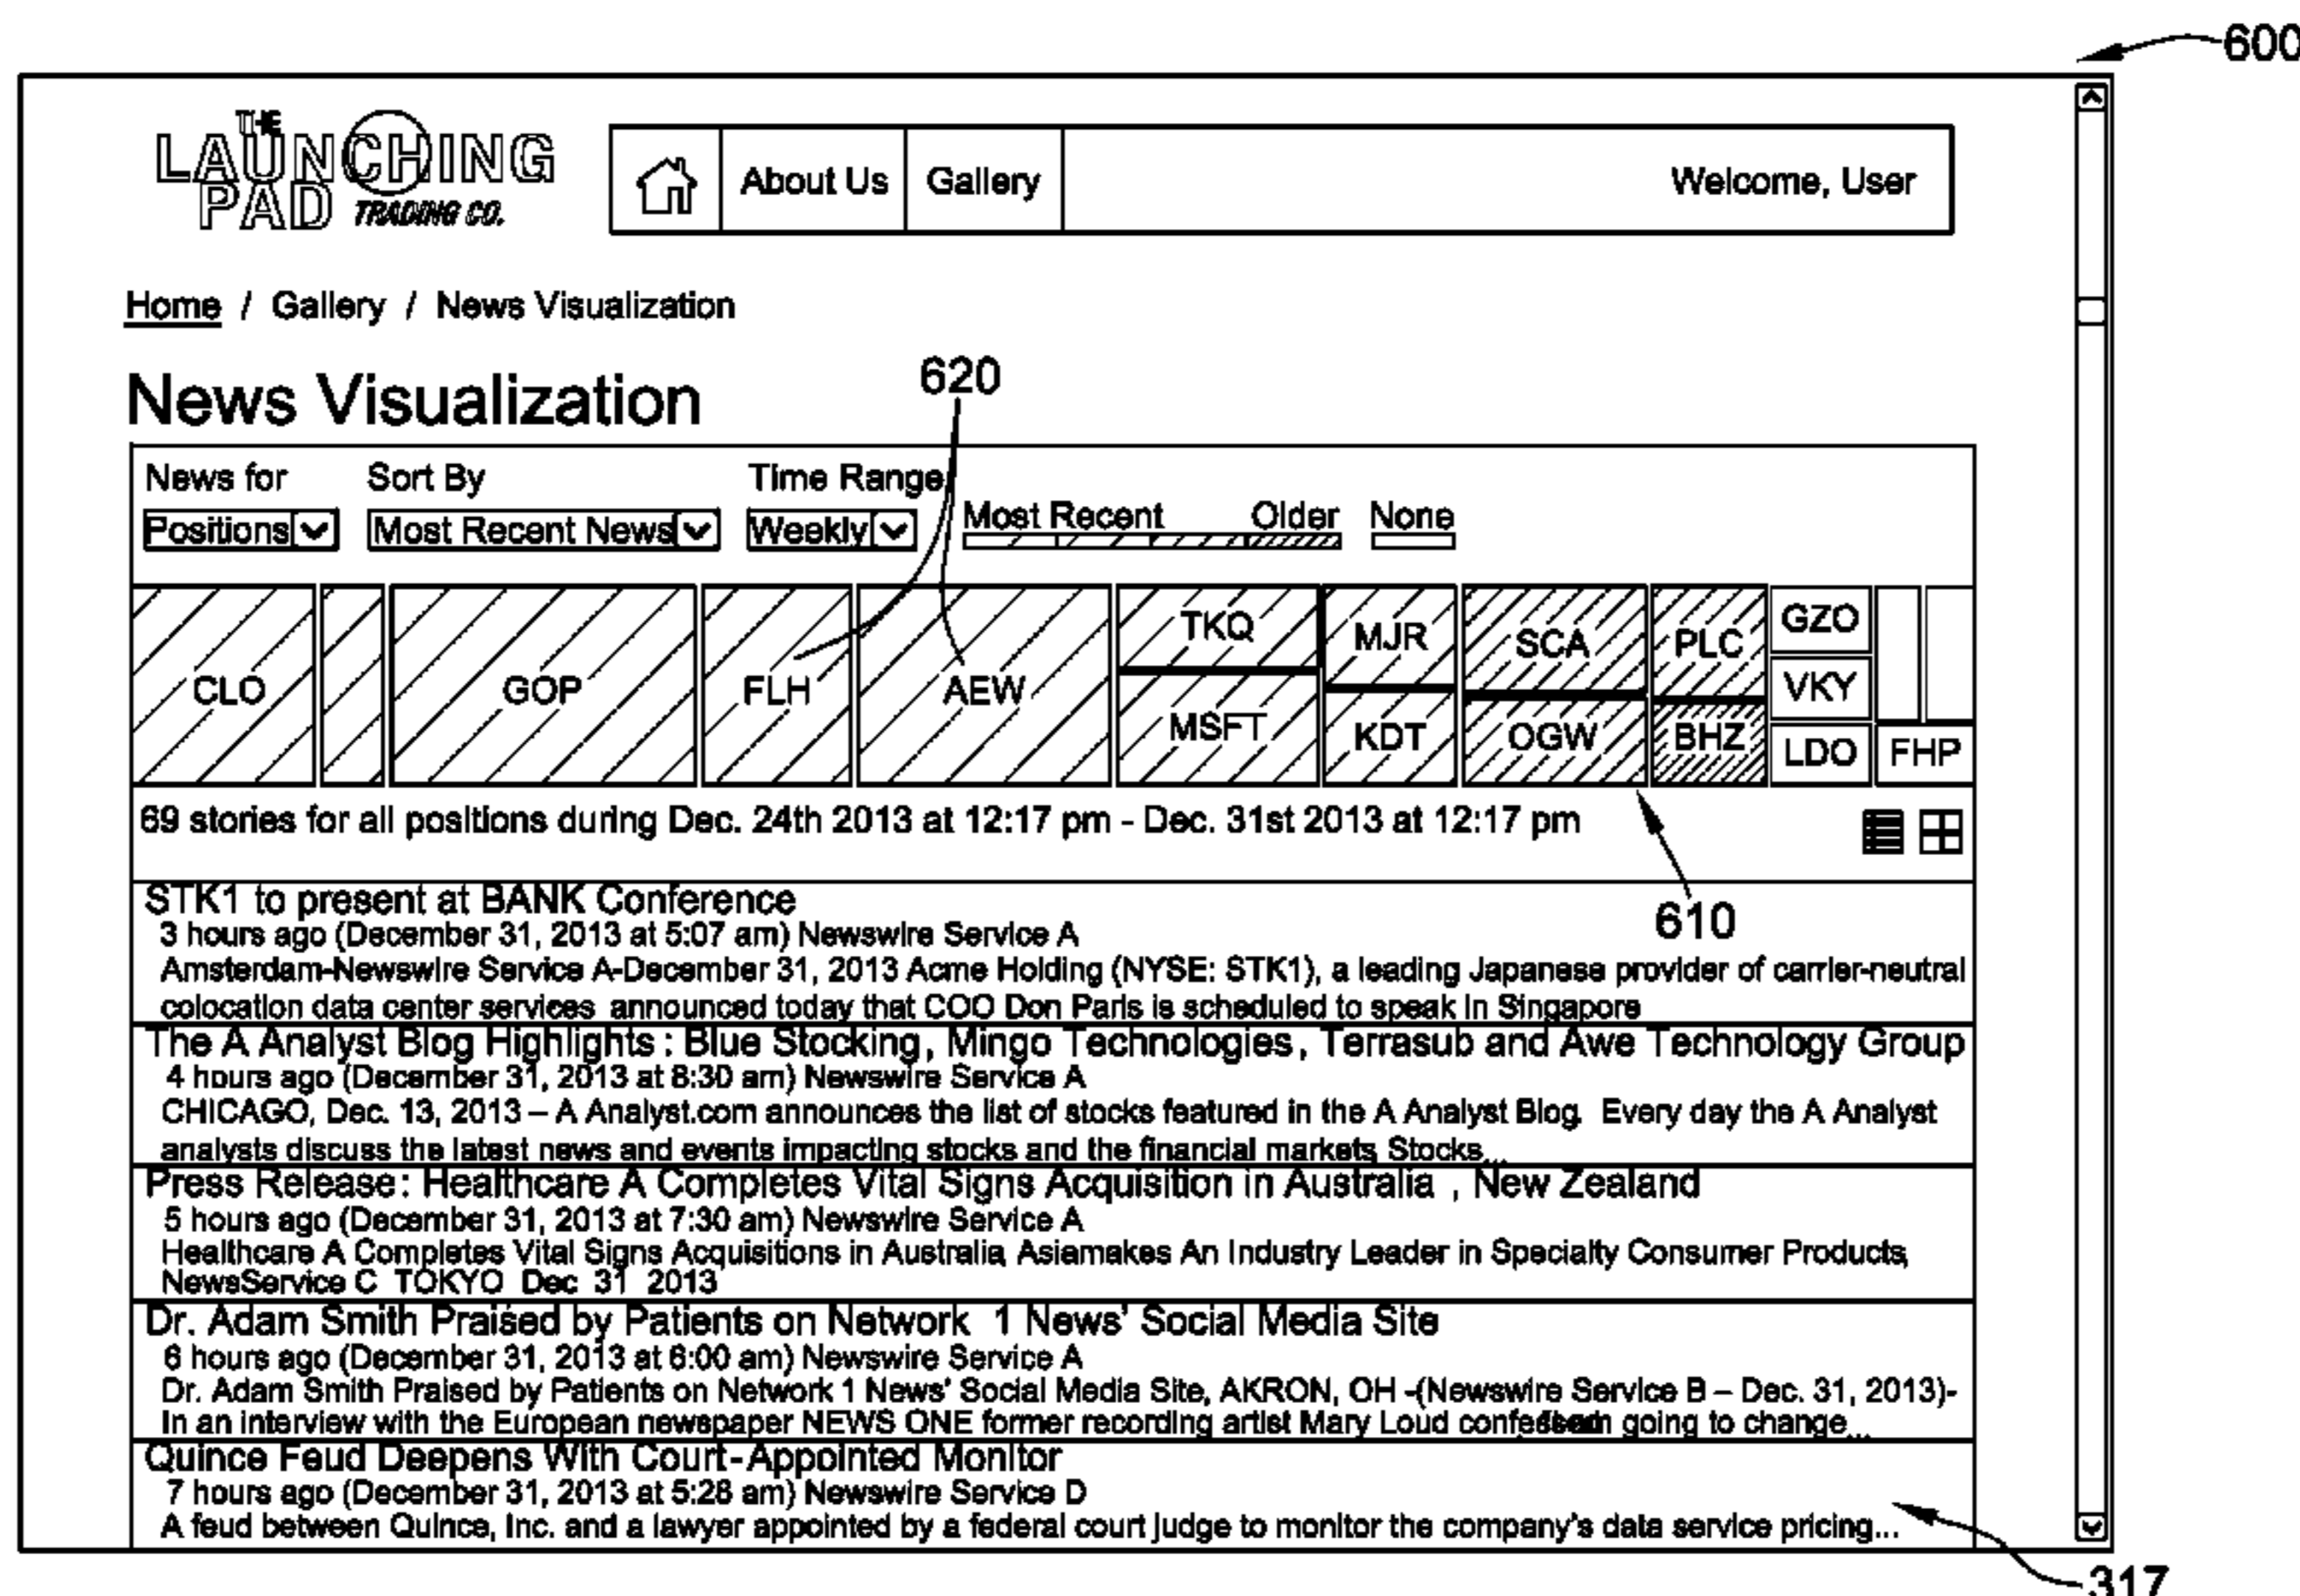 600
THE
LAUNCHING
PAD TRADING CO.
About Us Gallery Welcome, User
Home / Gallery / News Visualization
News Visualization
620
News for Sort By Time Range
Positions Most Recent News Weekly Most Recent Older None
CLO GOP FLH AEW TKQ MSFT MJR KDT SCA OGW PLC BHZ GZO VKY LDO FHP
69 stories for all positions during Dec. 24th 2013 at 12:17 pm - Dec. 31st 2013 at 12:17 pm
610
STK1 to present at BANK Conference
3 hours ago (December 31, 2013 at 5:07 am) Newswire Service A
Amsterdam-Newswire Service A-December 31, 2013 Acme Holding (NYSE: STK1), a leading Japanese provider of carrier-neutral
colocation data center services announced today that COO Don Paris is scheduled to speak in Singapore
The A Analyst Blog Highlights : Blue Stocking, Mingo Technologies, Terrasub and Awe Technology Group
4 hours ago (December 31, 2013 at 8:30 am) Newswire Service A
CHICAGO, Dec. 13, 2013 – A Analyst.com announces the list of stocks featured in the A Analyst Blog. Every day the A Analyst
analysts discuss the latest news and events impacting stocks and the financial markets Stocks...
Press Release: Healthcare A Completes Vital Signs Acquisition in Australia , New Zealand
5 hours ago (December 31, 2013 at 7:30 am) Newswire Service A
Healthcare A Completes Vital Signs Acquisitions in Australia, Asiamakes An Industry Leader in Specialty Consumer Products,
NewsService C TOKYO Dec 31 2013
Dr. Adam Smith Praised by Patients on Network 1 News' Social Media Site
6 hours ago (December 31, 2013 at 6:00 am) Newswire Service A
Dr. Adam Smith Praised by Patients on Network 1 News' Social Media Site, AKRON, OH -(Newswire Service B – Dec. 31, 2013)-
In an interview with the European newspaper NEWS ONE former recording artist Mary Loud going to change...
Quince Feud Deepens With Court-Appointed Monitor
7 hours ago (December 31, 2013 at 5:28 am) Newswire Service D
A feud between Quince, Inc. and a lawyer appointed by a federal court judge to monitor the company's data service pricing...
317